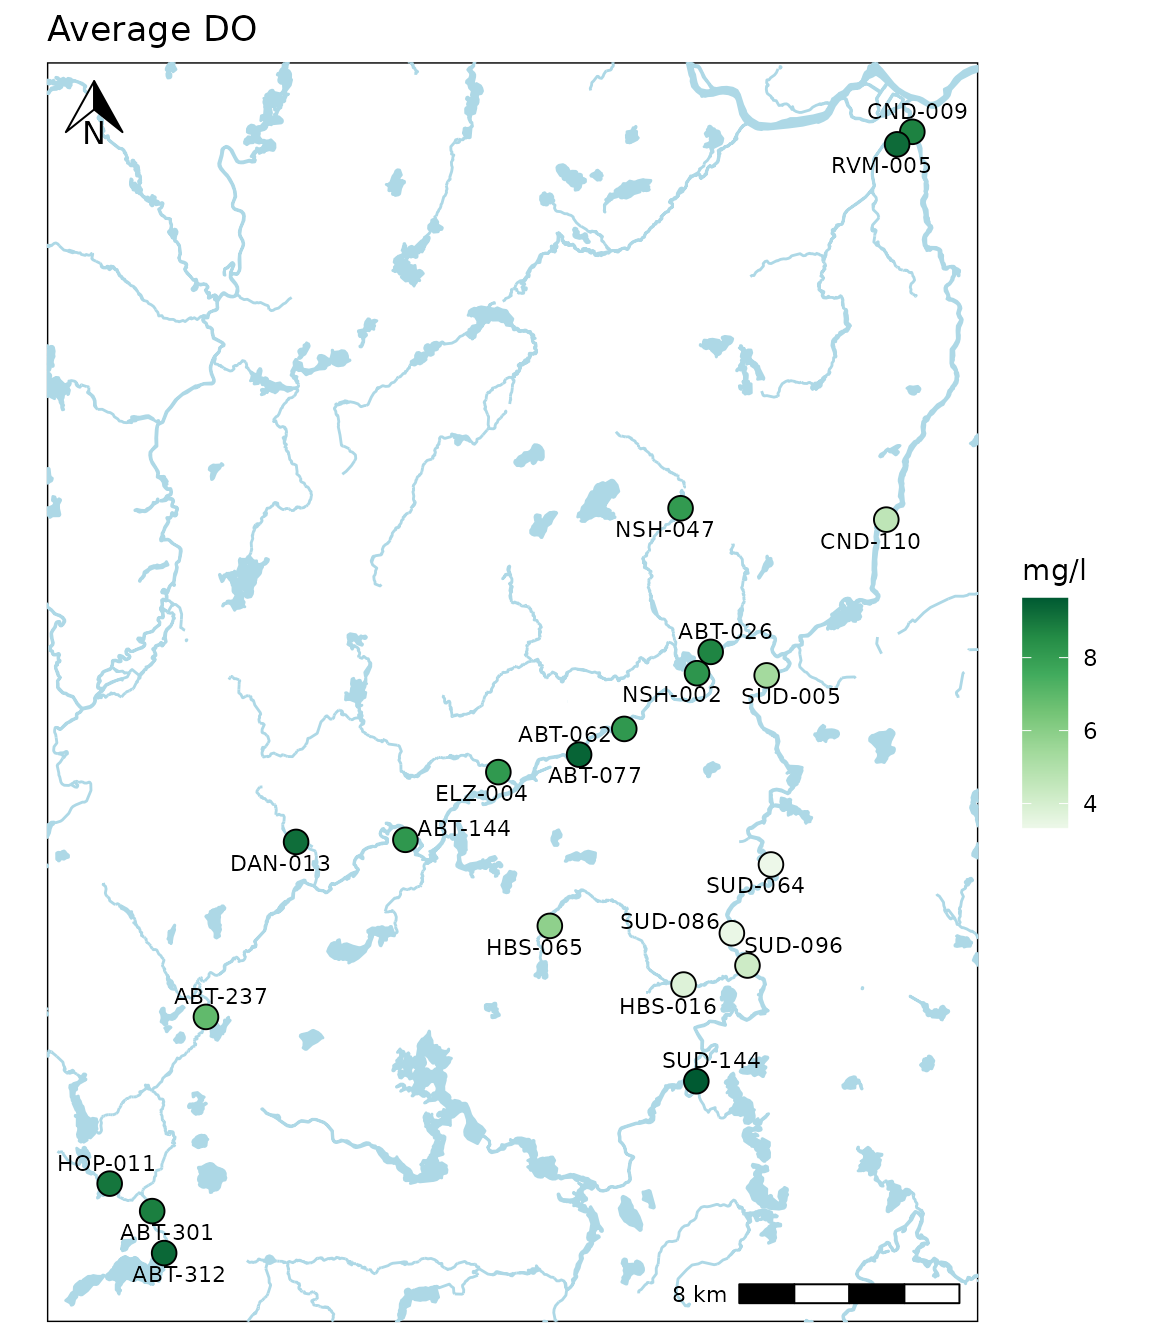 Average DO
N
CND-009
RVM-005
NSH-047
CND-110
mg/l
8
6
4
ABT-026
NSH-002
SUD-005
ABT-062
ABT-077
ELZ-004
ABT-144
DAN-013
SUD-064
SUD-086
SUD-096
HBS-065
HBS-016
ABT-237
SUD-144
HOP-011
ABT-301
ABT-312
8 km